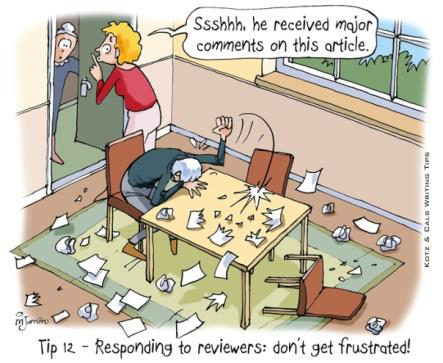 Ssshhh, he received major
comments on this article.
KOTZ & CALS WRITING TIPS
Tip 12 - Responding to reviewers: don't get frustrated!